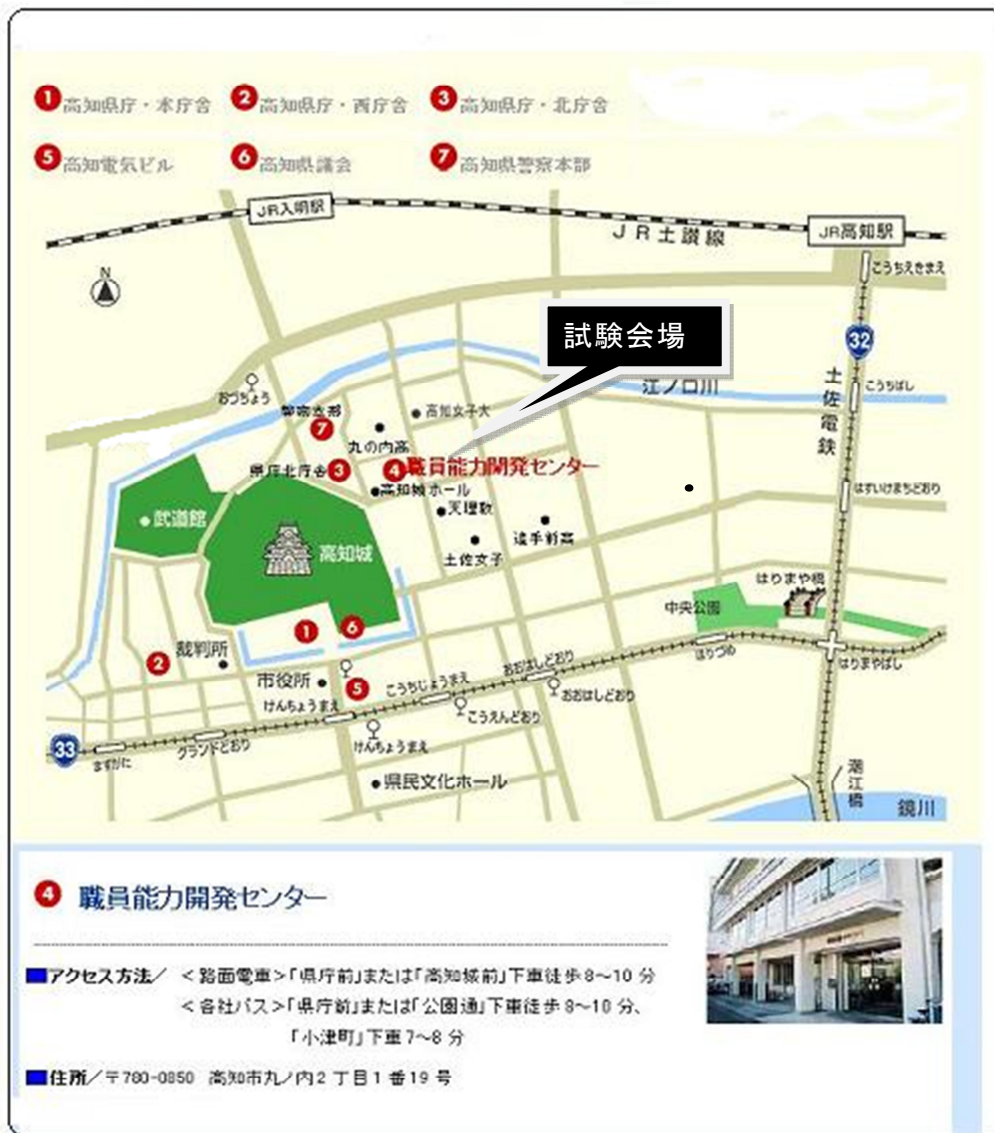 1 高知県庁・本庁舎 2 高知県庁・西庁舎 3 高知県庁・北庁舎
5 高知電気ビル 6 高知県議会 7 高知県警察本部
JR入明駅
JR土讃線
JR高知駅
こうちえきまえ
N
試験会場
32
土佐電鉄
江ノ口川
こうちばし
おづちょう
警察本部
7
高知女子大
丸の内高
県庁北庁舎 3
4 職員能力開発センター
高知城ホール
天理教
はすいけまちどおり
武道館
高知城
土佐女子
追手前高
はりまや橋
中央公園
1
6
2
裁判所
はりまやばし
市役所
5
けんちょうまえ
こうちじょうまえ
おおはしどおり
おおはしどおり
こうえんどおり
けんちょうまえ
グランドどおり
33
県民文化ホール
潮江橋
鏡川
4 職員能力開発センター
■アクセス方法/ <路面電車>「県庁前」または「高知城前」下車徒歩8~10 分
<各社バス>「県庁前」または「公園通」下車徒歩8~10 分、
「小津町」下車 7~8 分
■住所/〒780-0850 高知市丸ノ内2 丁目1 番19 号